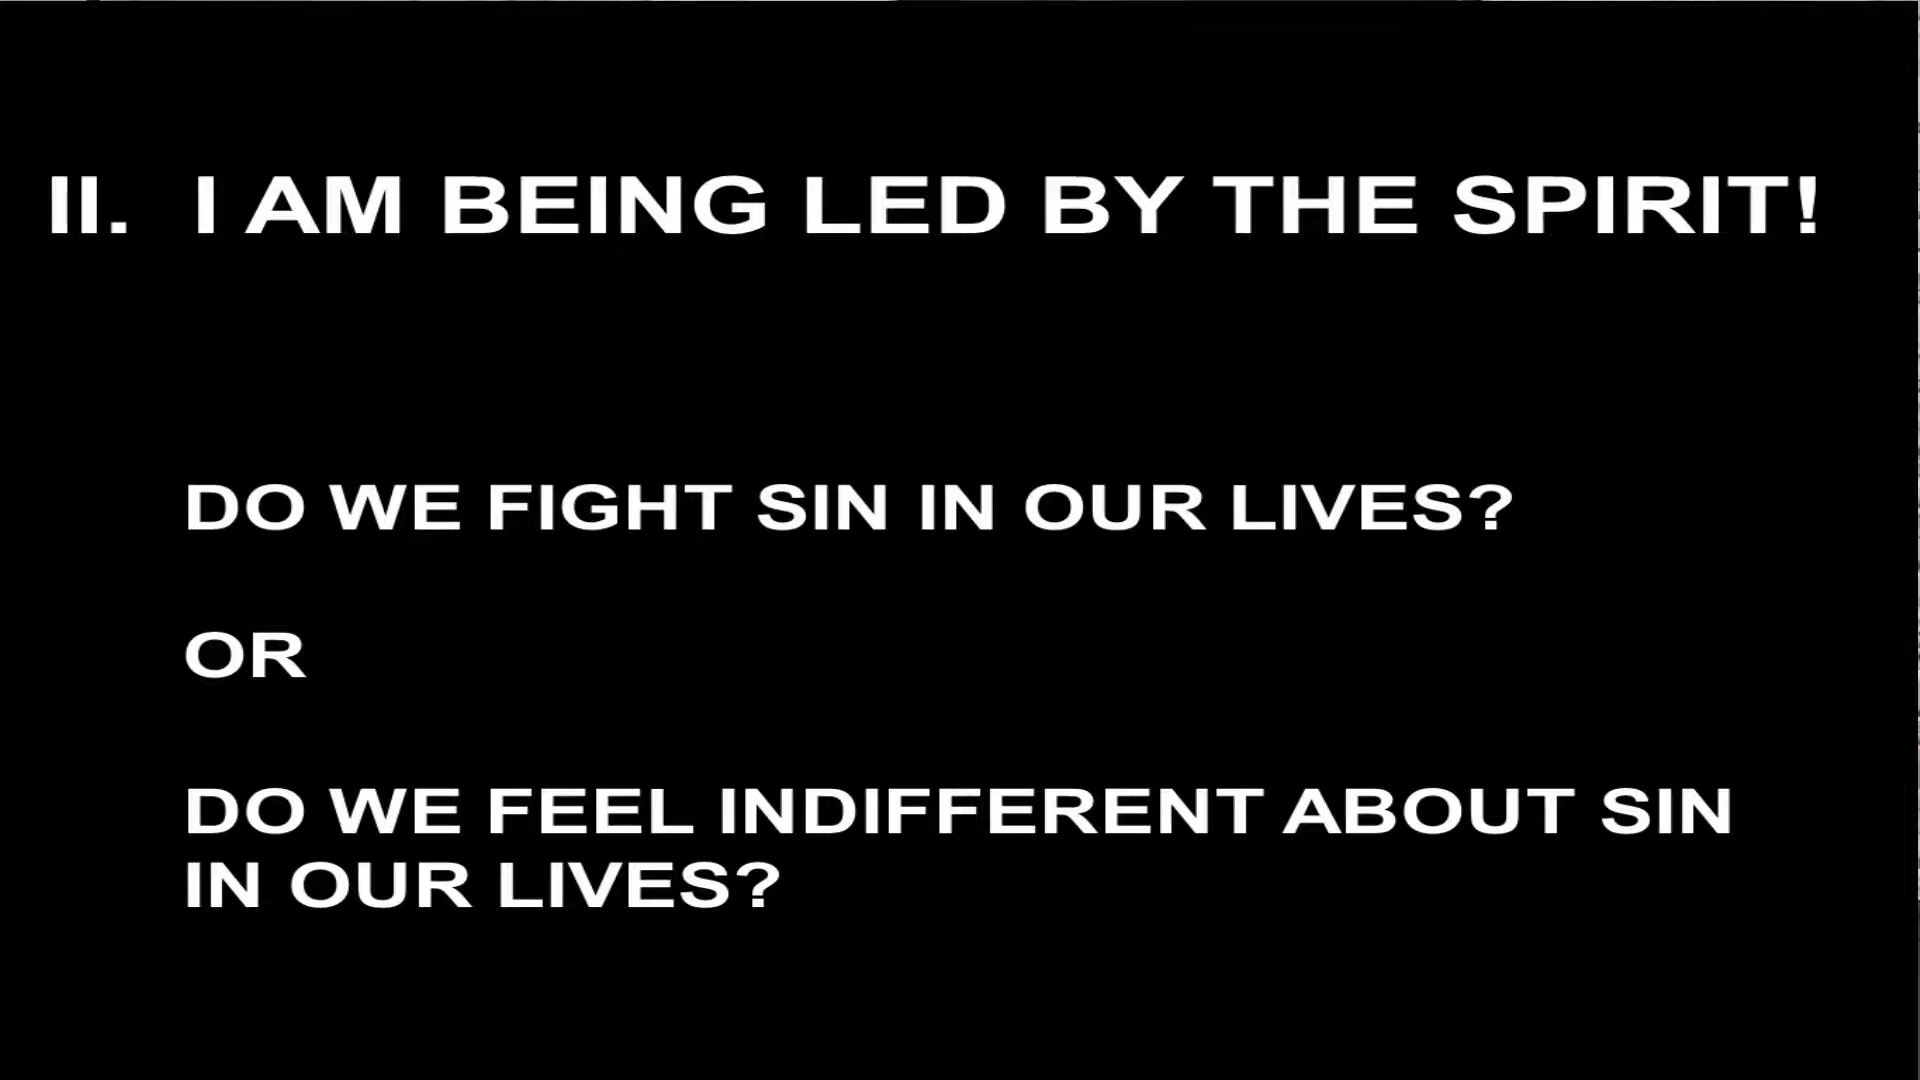 II. I AM BEING LED BY THE SPIRIT!
DO WE FIGHT SIN IN OUR LIVES?
OR
DO WE FEEL INDIFFERENT ABOUT SIN
IN OUR LIVES?